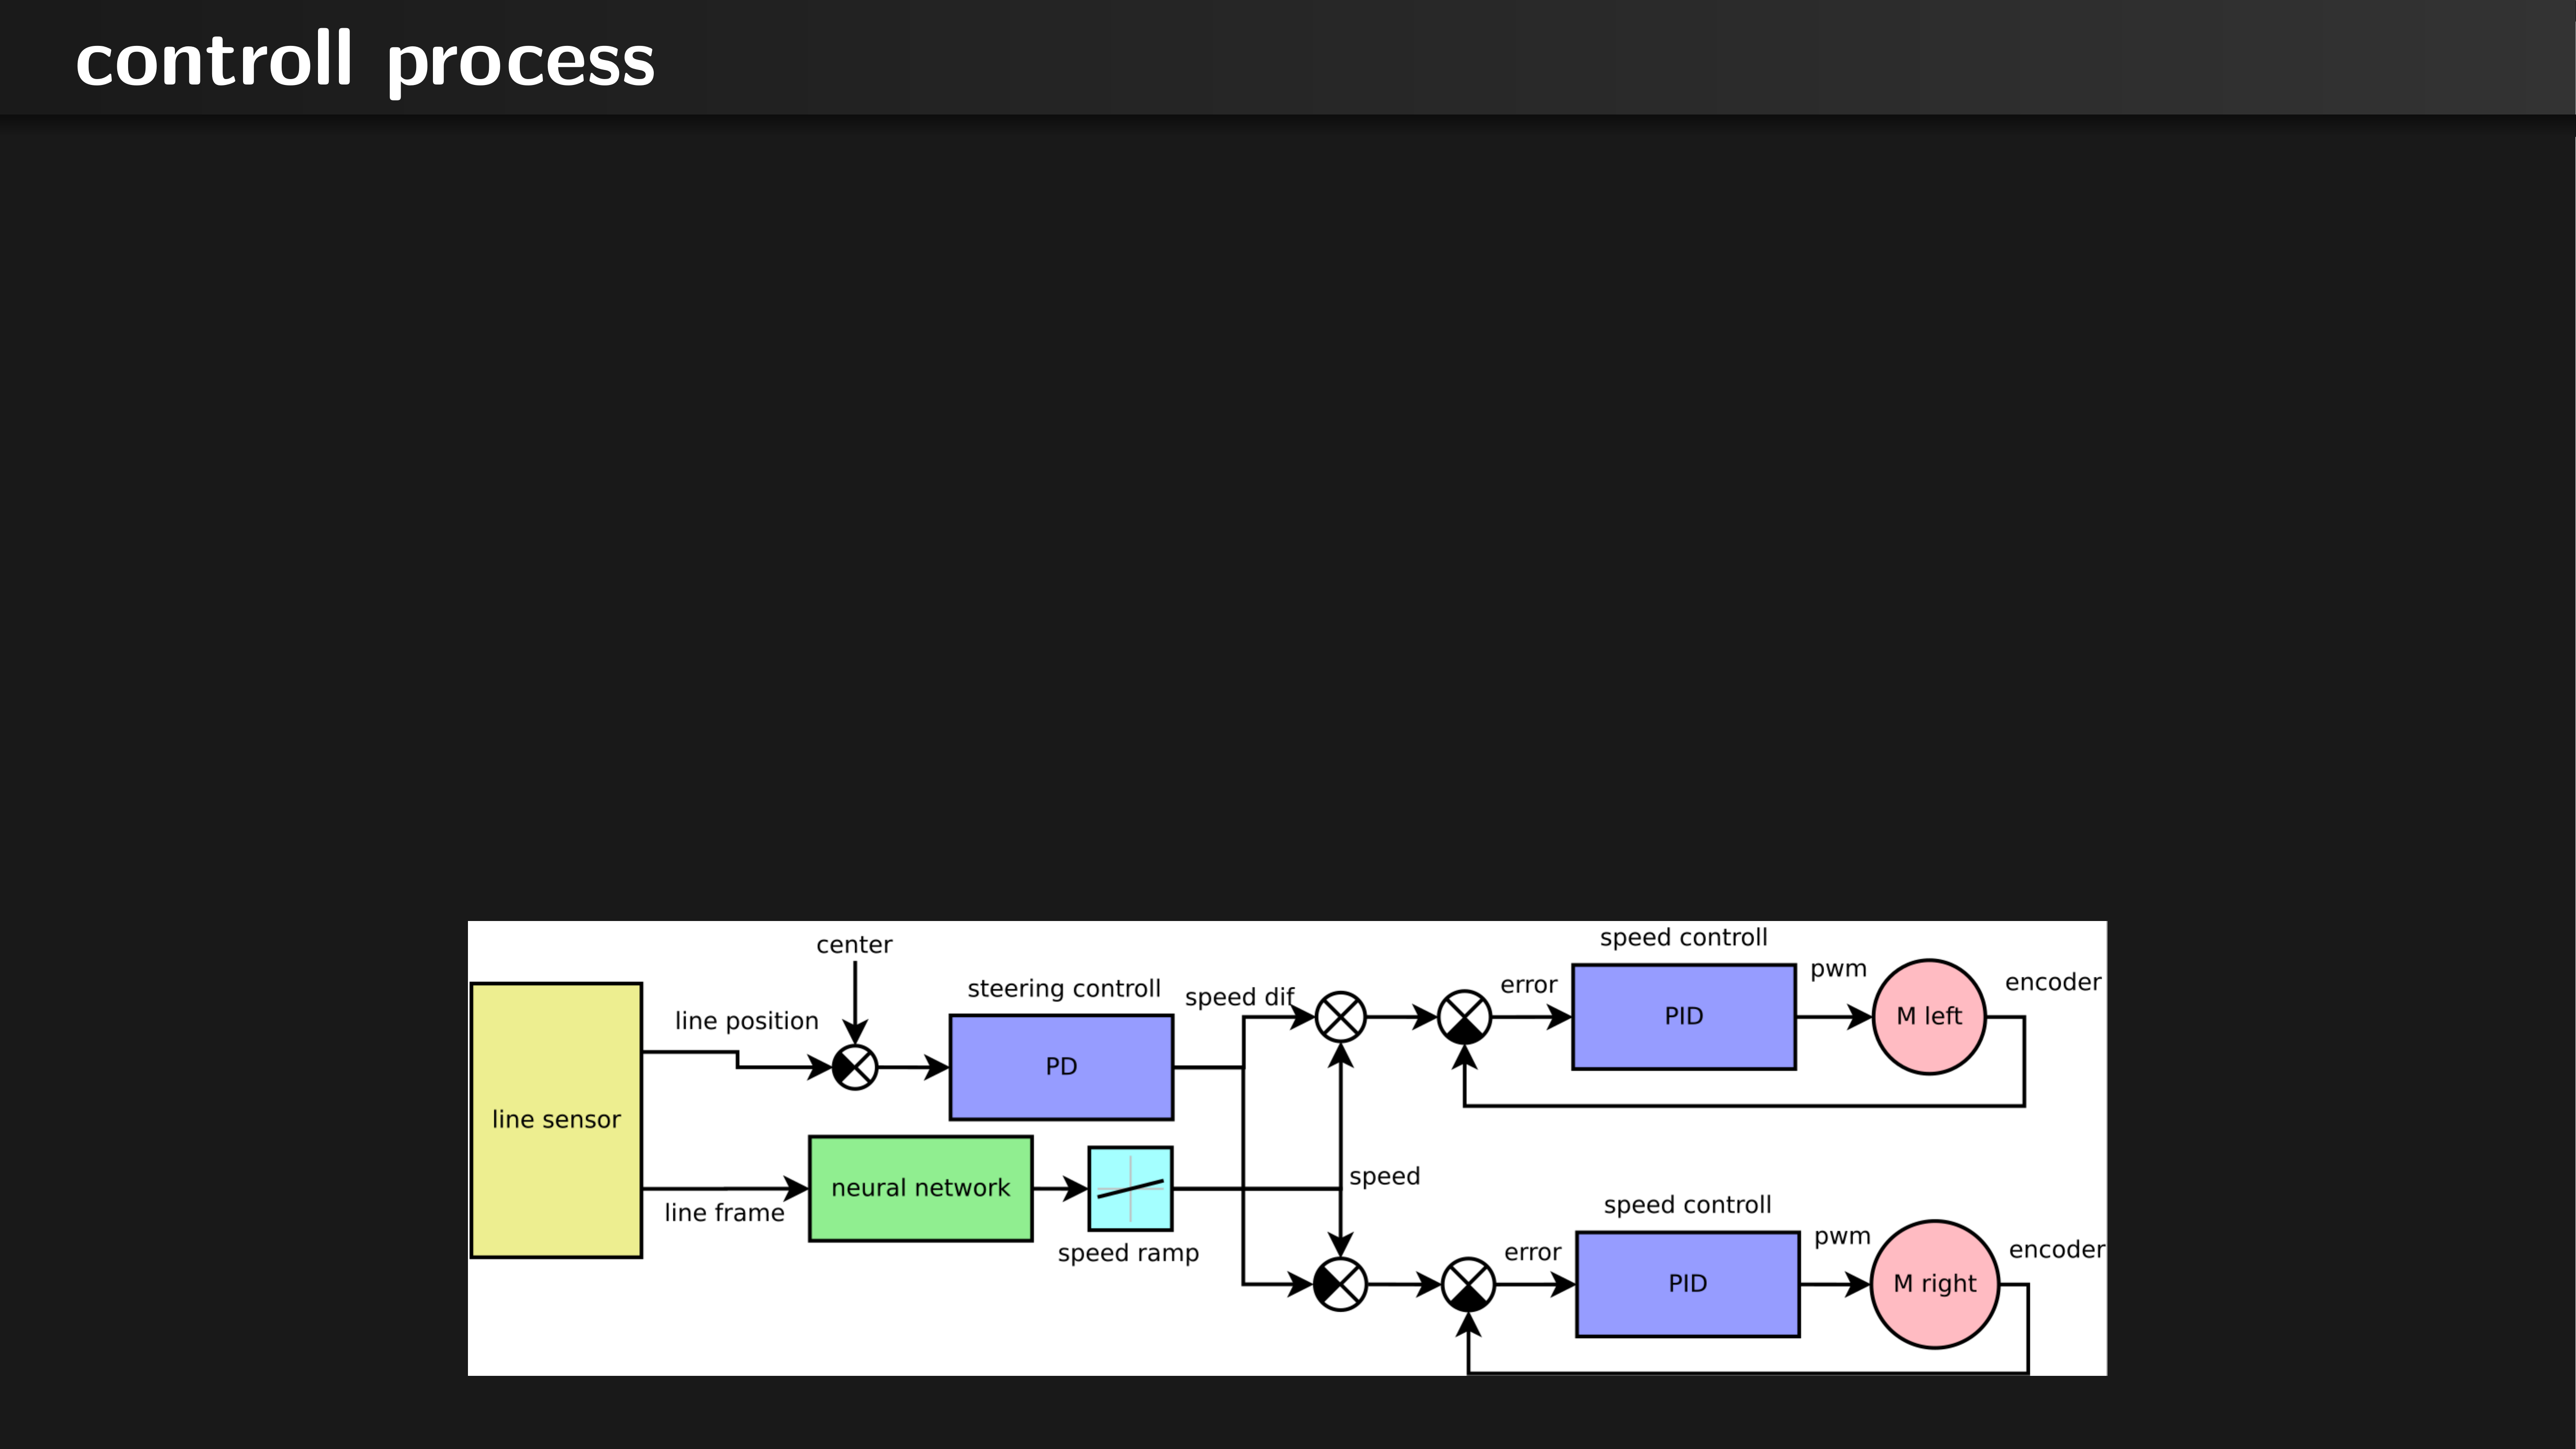 controll process
center
speed controll
pwm
encoder
error
steering controll
speed dif
line position
PID
M left
PD
line sensor
neural network
speed
line frame
speed ramp
speed controll
pwm
encoder
error
PID
M right